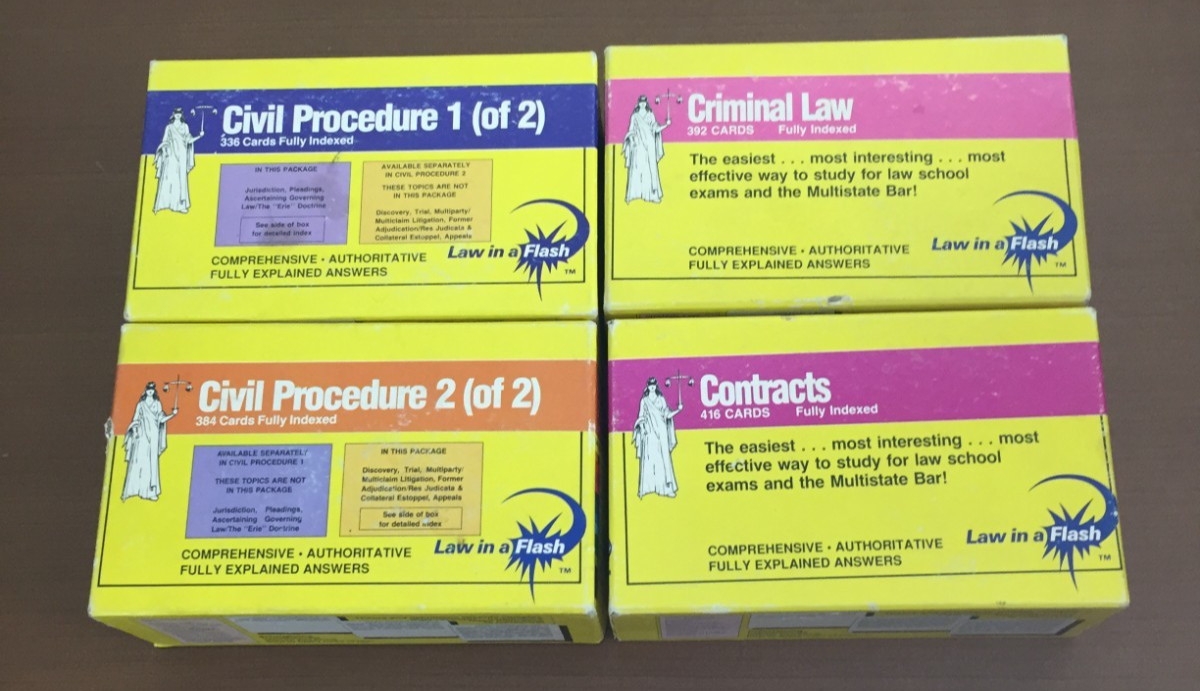 Civil Procedure 1 (of 2)
336 Cards Fully Indexed
IN THIS PACKAGE
Jurisdiction, Pleadings,
Ascertaining Governing
Law/The "Erie" Doctrine
See side of box
for detailed index
AVAILABLE SEPARATELY
IN CIVIL PROCEDURE 2
THESE TOPICS ARE NOT
IN THIS PACKAGE
Discovery, Trial, Multiparty/
Multiclaim Litigation, Former
Adjudication/Res Judicata &
Collateral Estoppel, Appeals
COMPREHENSIVE • AUTHORITATIVE
FULLY EXPLAINED ANSWERS
Law in a Flash
TM
Criminal Law
392 CARDS Fully Indexed
The easiest . . . most interesting . . . most
effective way to study for law school
exams and the Multistate Bar!
COMPREHENSIVE • AUTHORITATIVE
FULLY EXPLAINED ANSWERS
Law in a Flash
TM
Civil Procedure 2 (of 2)
384 Cards Fully Indexed
AVAILABLE SEPARATELY
IN CIVIL PROCEDURE 1
THESE TOPICS ARE NOT
IN THIS PACKAGE
Jurisdiction, Pleadings,
Ascertaining Governing
Law/The "Erie" Doctrine
IN THIS PACKAGE
Discovery, Trial, Multiparty/
Multiclaim Litigation, Former
Adjudication/Res Judicata &
Collateral Estoppel, Appeals
See side of box
for detailed index
COMPREHENSIVE • AUTHORITATIVE
FULLY EXPLAINED ANSWERS
Law in a Flash
TM
Contracts
416 CARDS Fully Indexed
The easiest . . . most interesting . . . most
effective way to study for law school
exams and the Multistate Bar!
COMPREHENSIVE • AUTHORITATIVE
FULLY EXPLAINED ANSWERS
Law in a Flash
TM